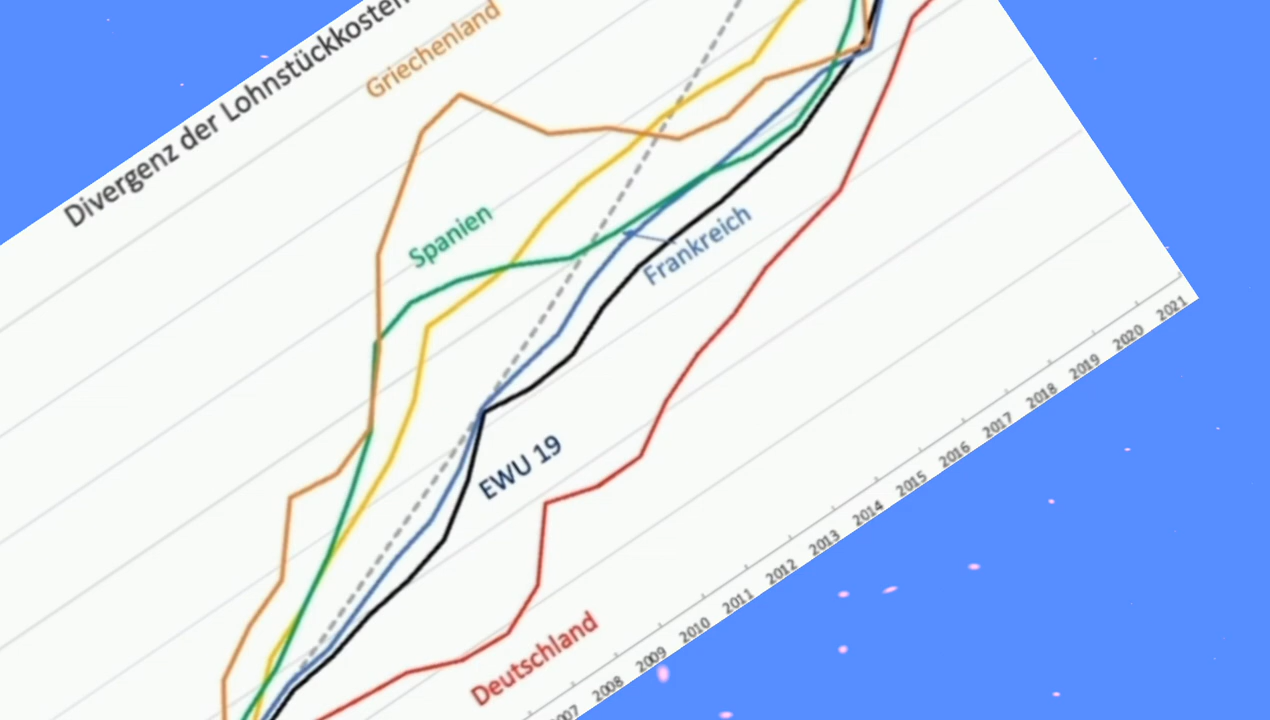 Divergenz der Lohnstückkosten
Griechenland
Spanien
Frankreich
EWU 19
Deutschland
2008
2009
2010
2011
2012
2013
2014
2015
2016
2017
2018
2019
2020
2021